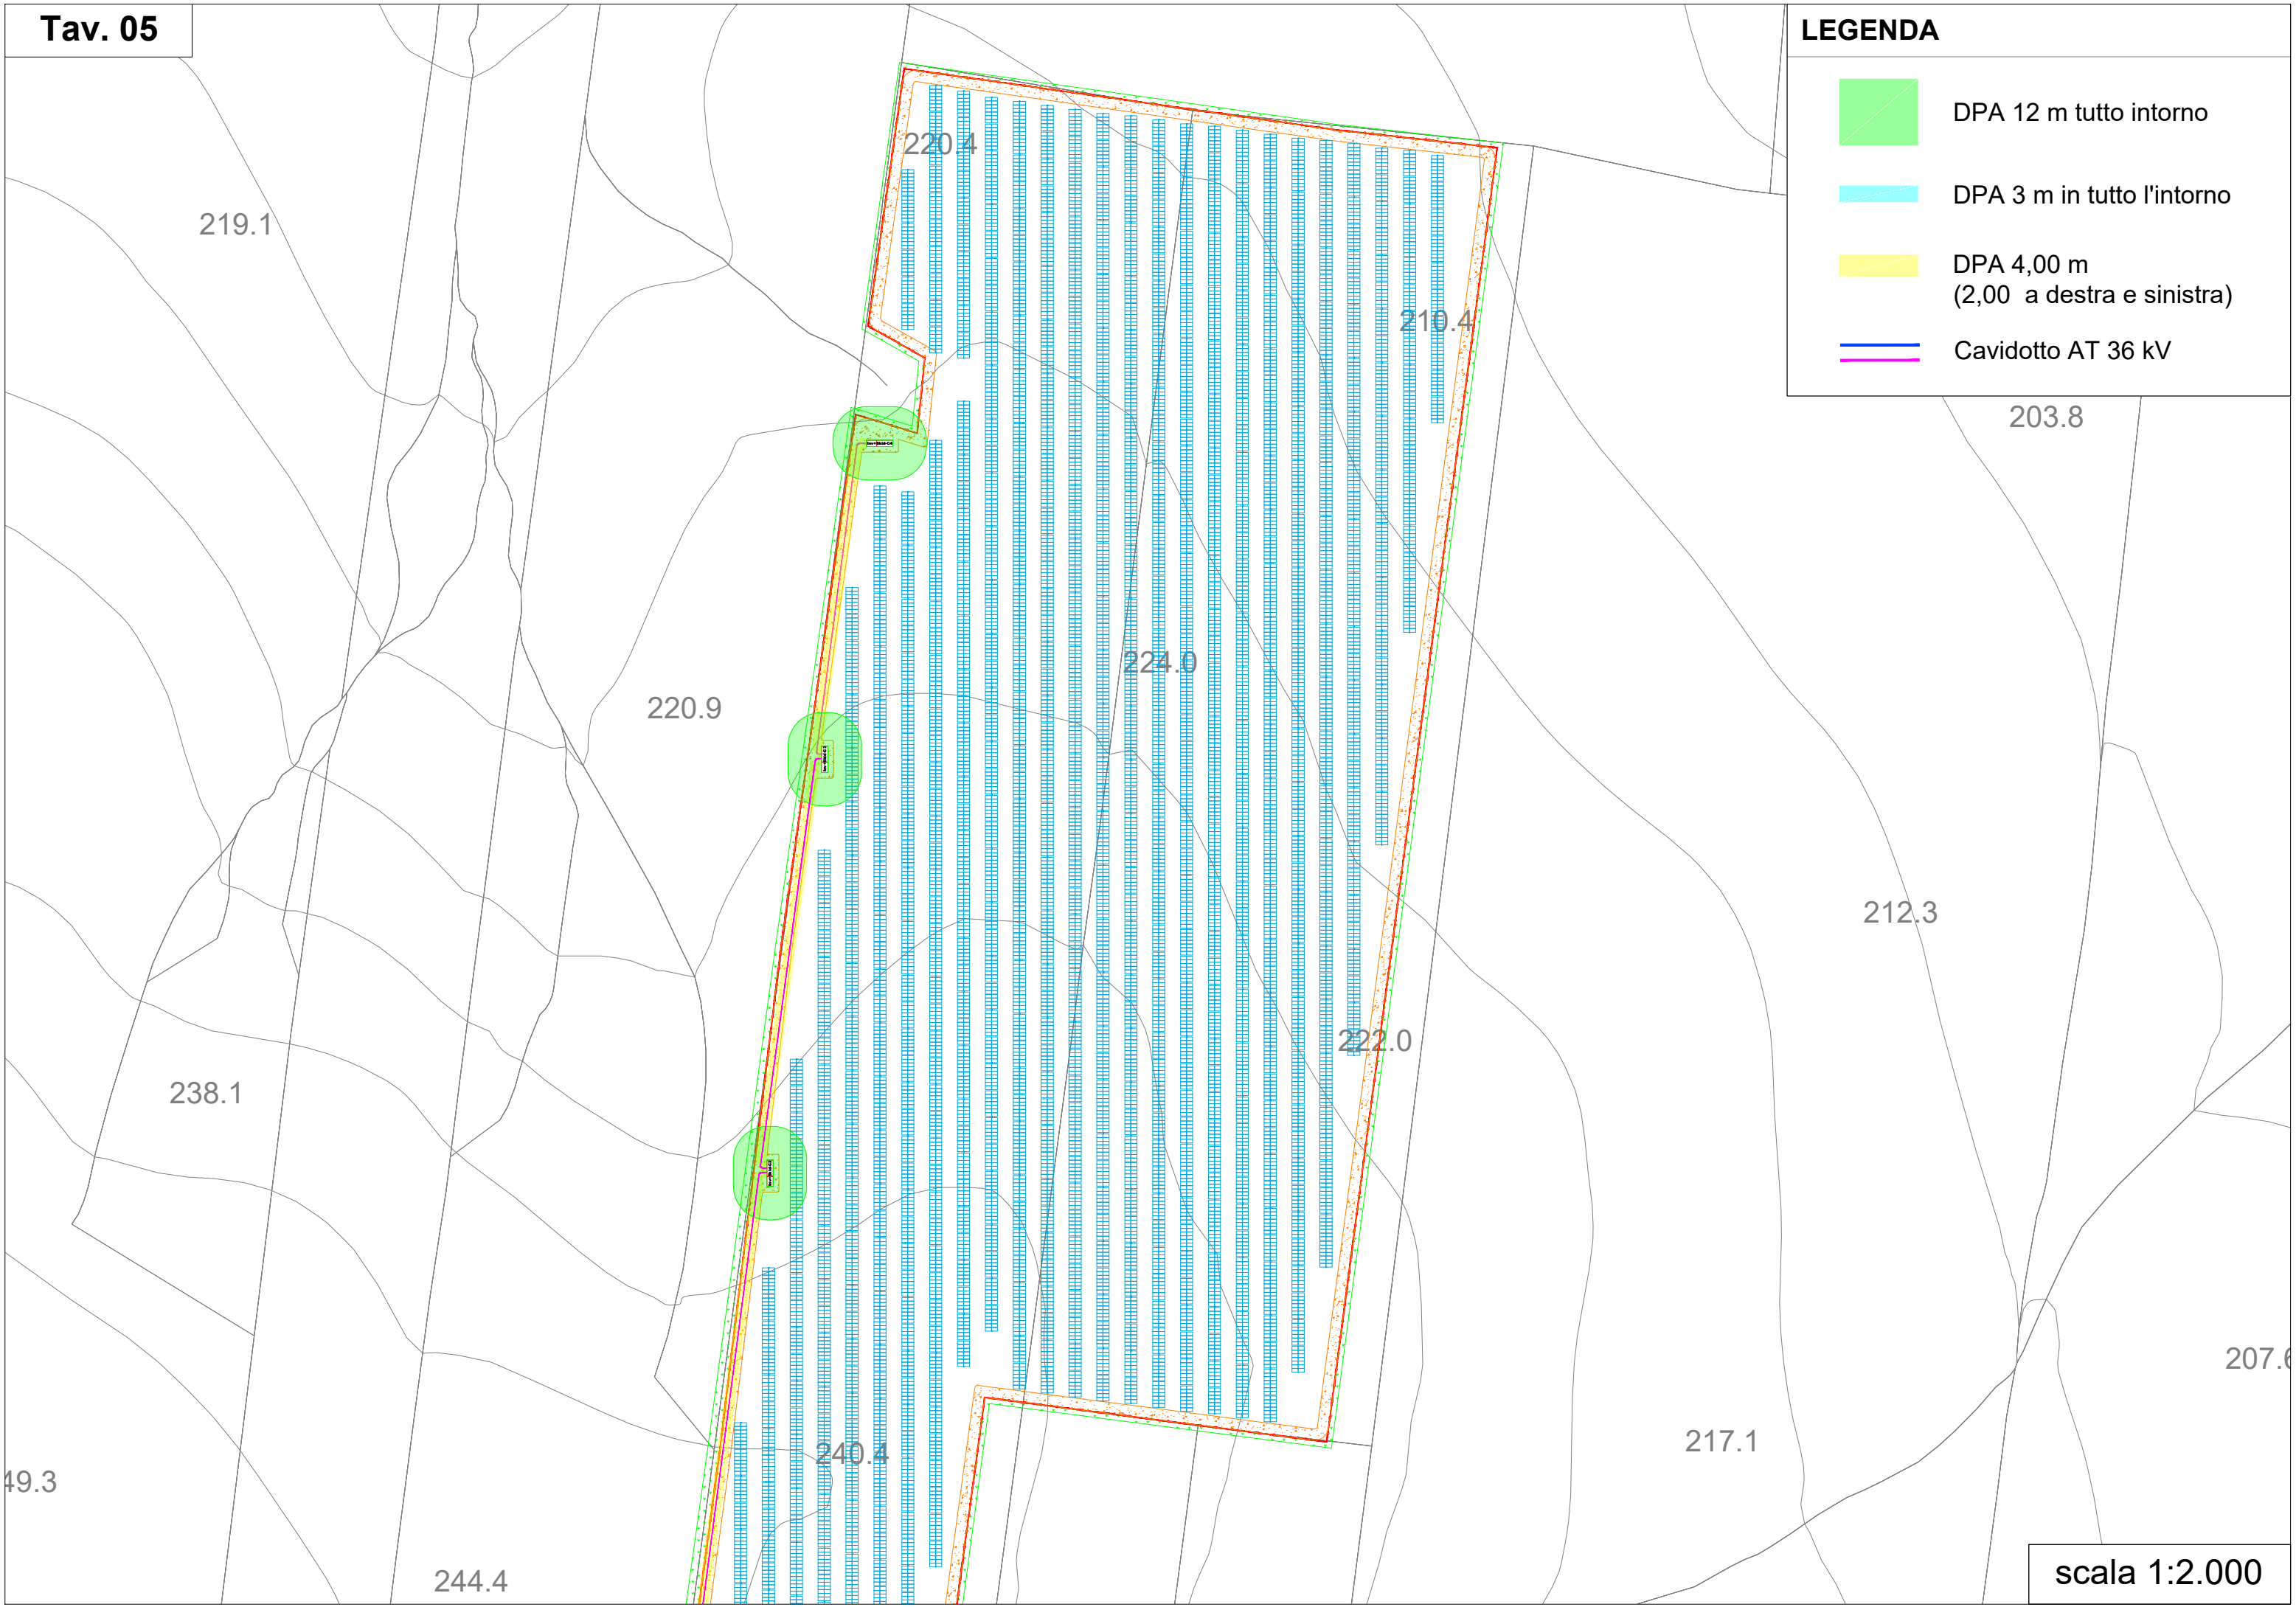 Tav. 05
LEGENDA
DPA 12 m tutto intorno
DPA 3 m in tutto l'intorno
DPA 4,00 m
(2,00 a destra e sinistra)
Cavidotto AT 36 kV
220.4
219.1
210.4
203.8
224.0
220.9
212.3
222.0
238.1
207.6
217.1
240.4
49.3
244.4
scala 1:2.000